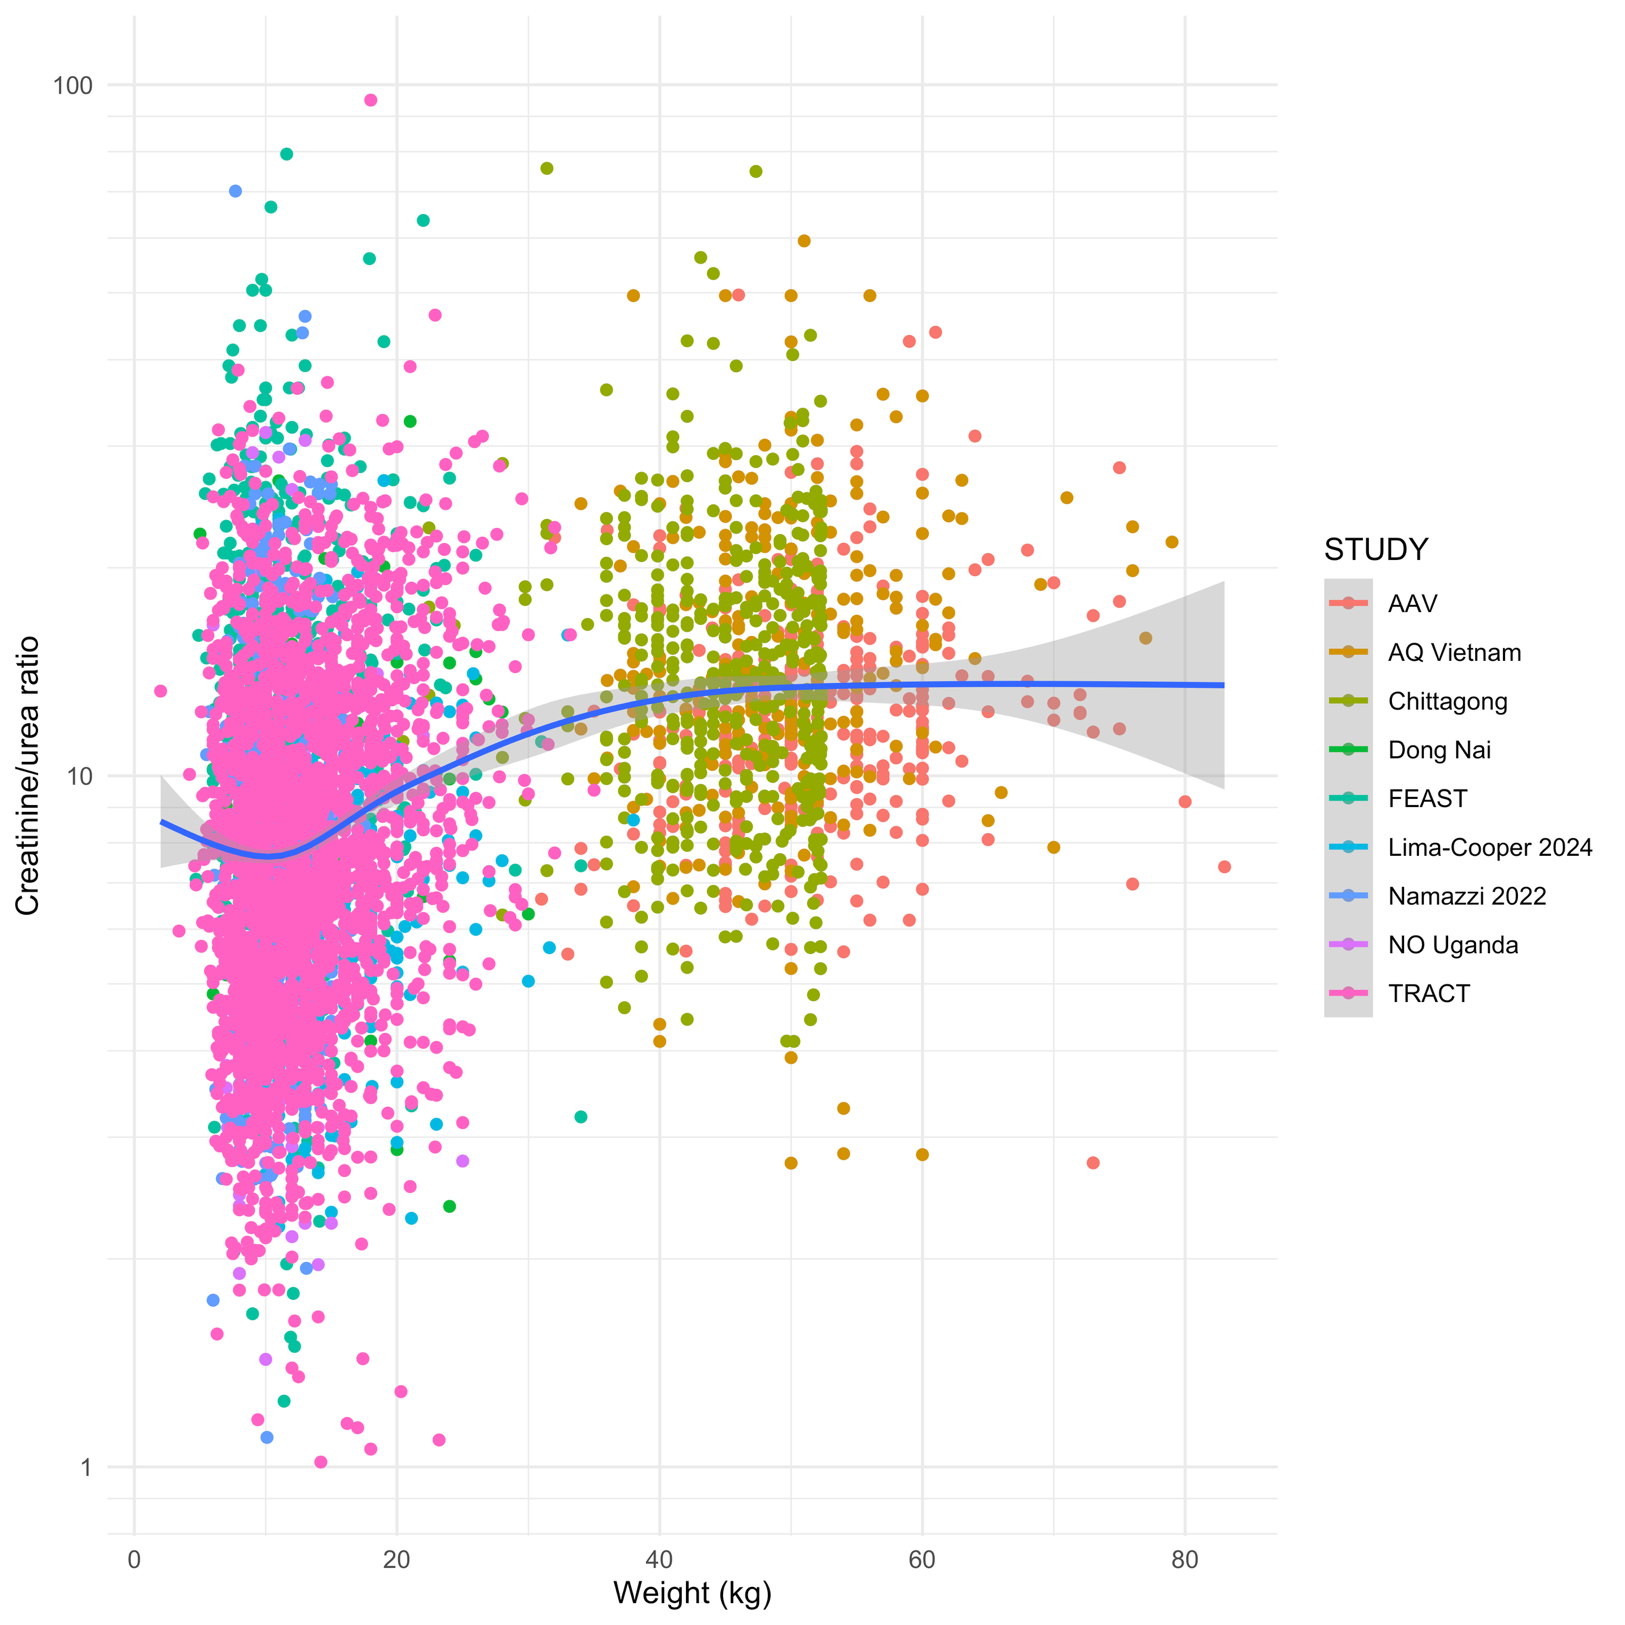 100
10
1
Creatinine/urea ratio
0 20 40 60 80
Weight (kg)
STUDY
AAV
AQ Vietnam
Chittagong
Dong Nai
FEAST
Lima-Cooper 2024
Namazzi 2022
NO Uganda
TRACT